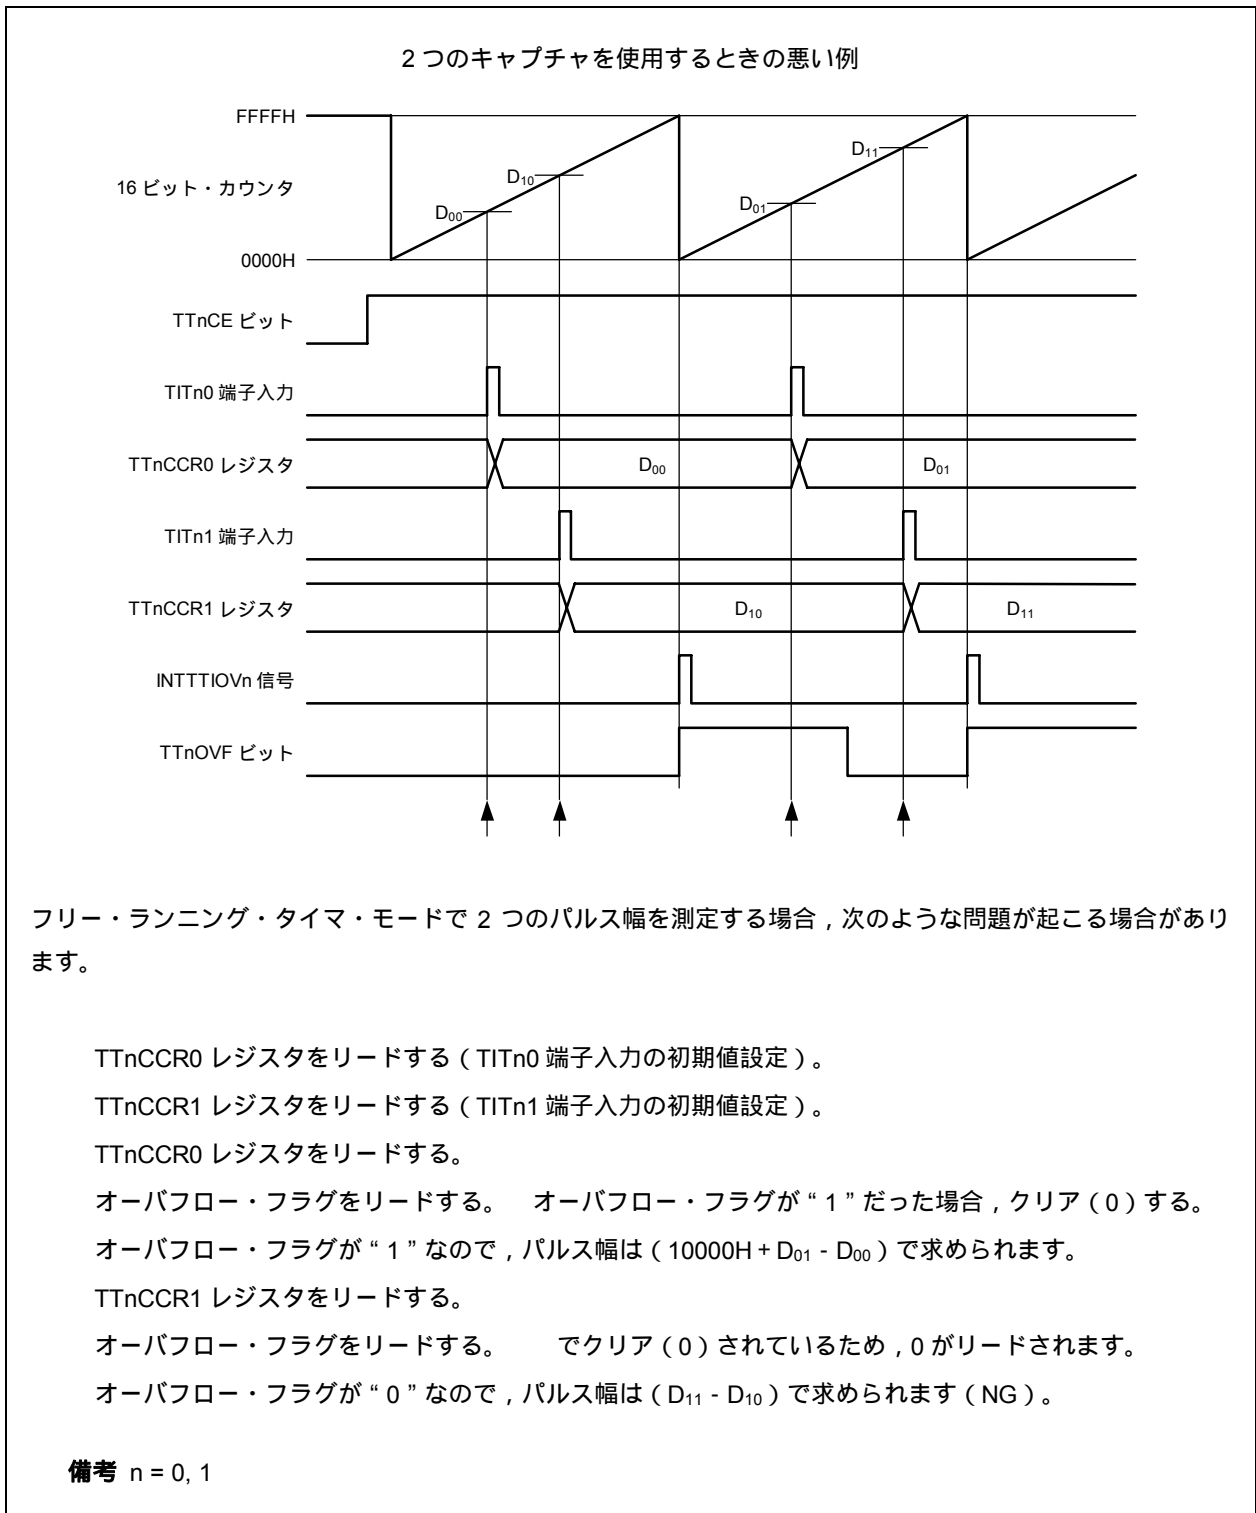 2つのキャプチャを使用するときの悪い例
FFFFH
D11
D10
16 ビット・カウンタ
D01
D00
0000H
TTnCE ビット
TITn0 端子入力
TTnCCR0 レジスタ
D00
D01
TITn1 端子入力
TTnCCR1 レジスタ
D10
D11
INTTTIOVn 信号
TTnOVF ビット
フリー・ランニング・タイマ・モードで 2 つのパルス幅を測定する場合，次のような問題が起こる場合があり
ます。
TTnCCR0 レジスタをリードする（TITn0 端子入力の初期値設定）。
TTnCCR1 レジスタをリードする（TITn1 端子入力の初期値設定）。
TTnCCR0 レジスタをリードする。
オーバフロー・フラグをリードする。　オーバフロー・フラグが“1”だった場合，クリア（0）する。
オーバフロー・フラグが“1”なので，パルス幅は（10000H + D01 - D00）で求められます。
TTnCCR1 レジスタをリードする。
オーバフロー・フラグをリードする。　　でクリア（0）されているため，0 がリードされます。
オーバフロー・フラグが“0”なので，パルス幅は（D11 - D10）で求められます（NG）。
備考 n = 0, 1